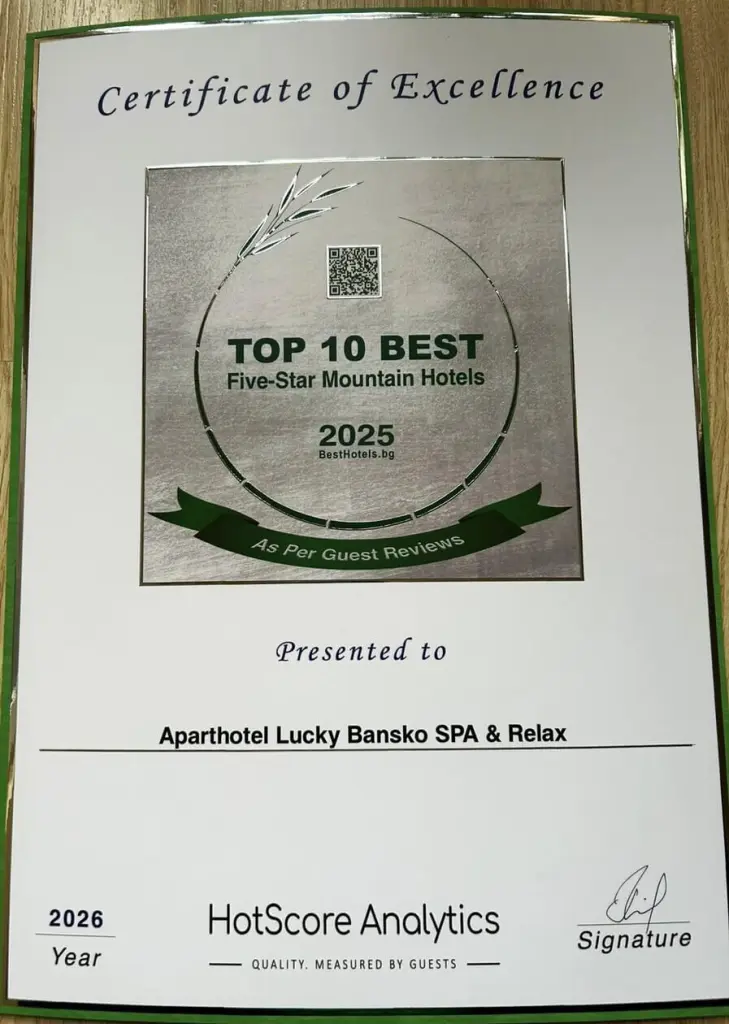 Certificate of Excellence
TOP 10 BEST
Five-Star Mountain Hotels
2025
BestHotels.bg
As Per Guest Reviews
Presented to
Aparthotel Lucky Bansko SPA & Relax
2026
Year
HotScore Analytics
QUALITY. MEASURED BY GUESTS
Signature